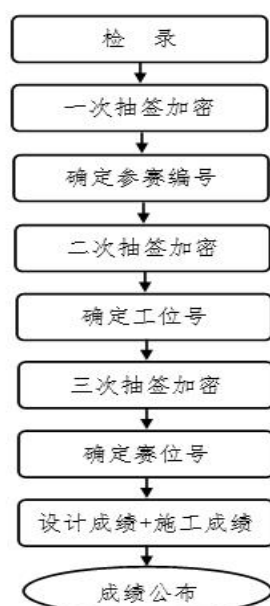 检 录
一次抽签加密
确定参赛编号
二次抽签加密
确定工位号
三次抽签加密
确定赛位号
设计成绩+施工成绩
成绩公布